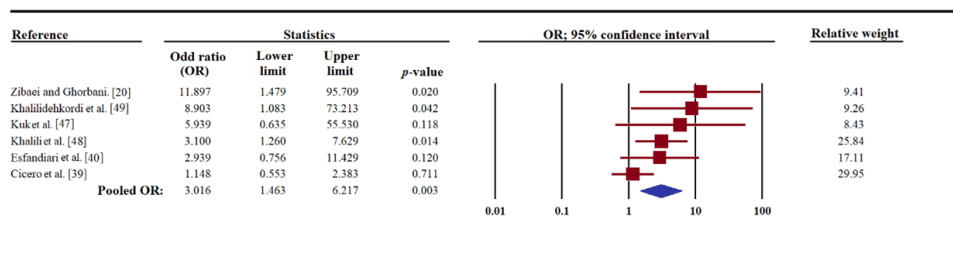 Reference Statistics OR; 95% confidence interval Relative weight
Odd ratio (OR) Lower limit Upper limit p-value
Zibaei and Ghorbani. [20] 11.897 1.479 95.709 0.020 9.41
Khalilidehkordi et al. [49] 8.903 1.083 73.213 0.042 9.26
Kuk et al. [47] 5.939 0.635 55.530 0.118 8.43
Khalili et al. [48] 3.100 1.260 7.629 0.014 25.84
Esfandiari et al. [40] 2.939 0.756 11.429 0.120 17.11
Cicero et al. [39] 1.148 0.553 2.383 0.711 29.95
Pooled OR: 3.016 1.463 6.217 0.003
0.01 0.1 1 10 100